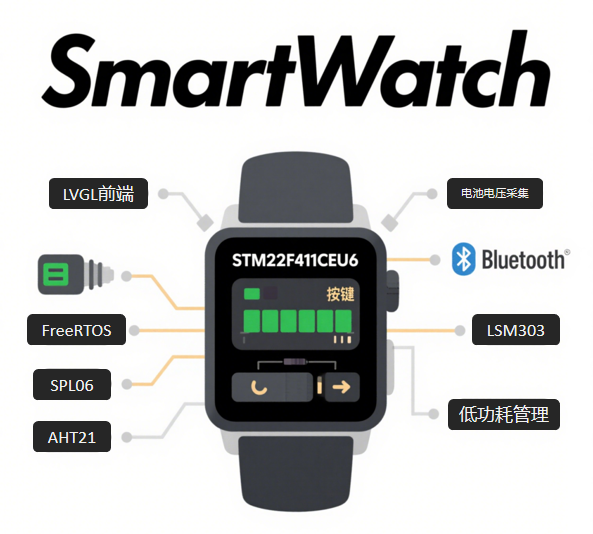 SmartWatch
LVGL前端
电池电压采集
STM22F411CEU6
Bluetooth®
按键
FreeRTOS
LSM303
SPL06
低功耗管理
AHT21